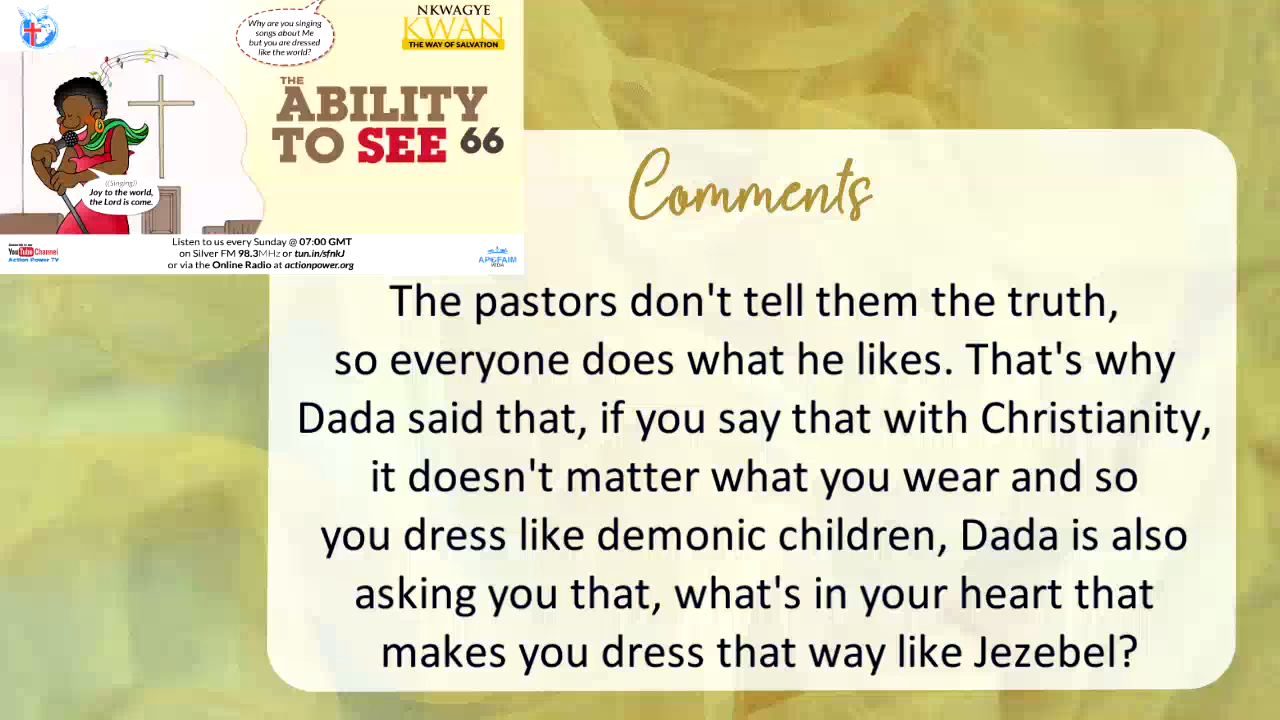 Why are you singing
songs about Me
but you are dressed
like the world?
NKWAGYE
KWAN
THE WAY OF SALVATION
THE
ABILITY
TO SEE 66
((Singing))
Joy to the world,
the Lord is come.
Listen to us every Sunday @ 07:00 GMT
on Silver FM 98.3MHz or tun.in/sfnkJ
or via the Online Radio at actionpower.org
YouTube Channel
Action Power TV
APOFAIM
Comments
The pastors don't tell them the truth,
so everyone does what he likes. That's why
Dada said that, if you say that with Christianity,
it doesn't matter what you wear and so
you dress like demonic children, Dada is also
asking you that, what's in your heart that
makes you dress that way like Jezebel?